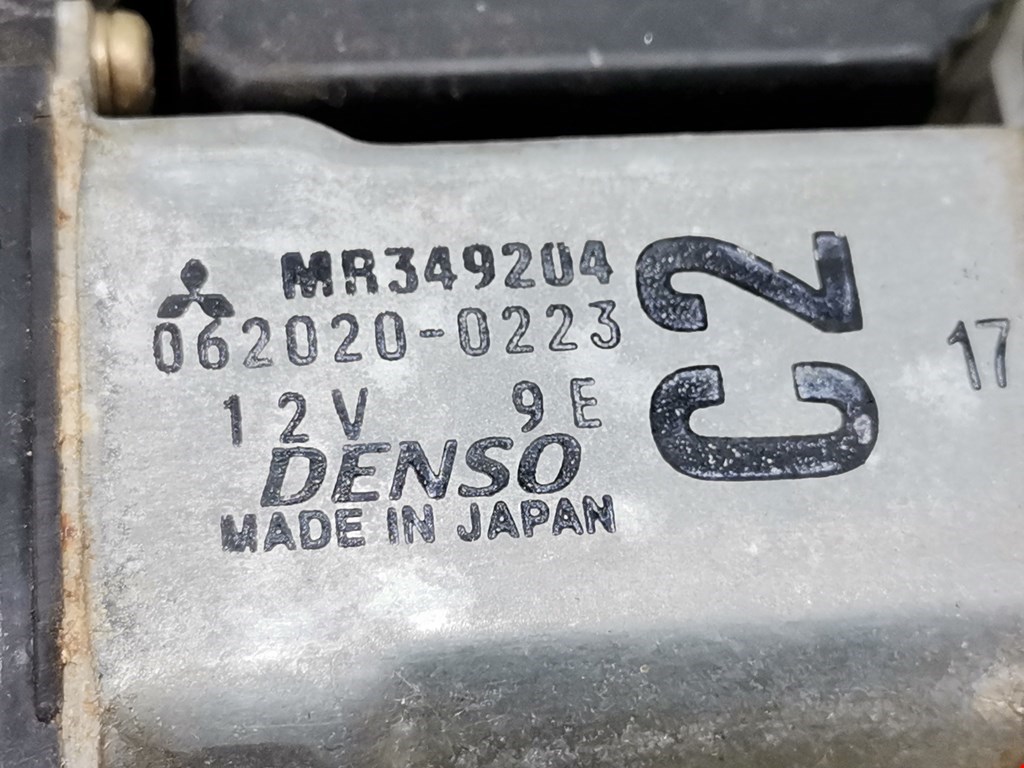 MR349204
062020-0223
12V 9E
DENSO
MADE IN JAPAN
C2
17